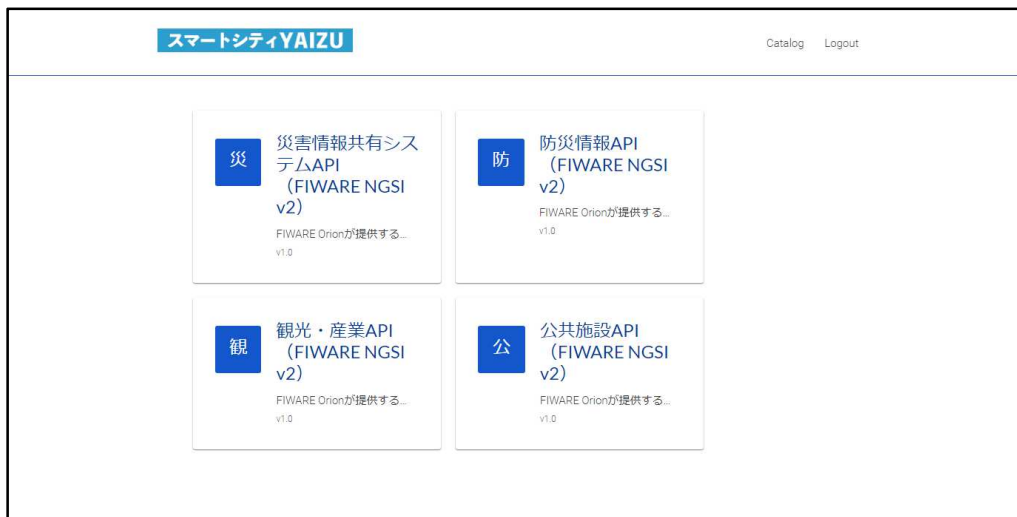 スマートシティYAIZU
Catalog Logout
災
災害情報共有シス
テムAPI
（FIWARE NGSI
v2）
FIWARE Orionが提供する...
v1.0
防
防災情報API
（FIWARE NGSI
v2）
FIWARE Orionが提供する...
v1.0
観
観光・産業API
（FIWARE NGSI
v2）
FIWARE Orionが提供する...
v1.0
公
公共施設API
（FIWARE NGSI
v2）
FIWARE Orionが提供する...
v1.0